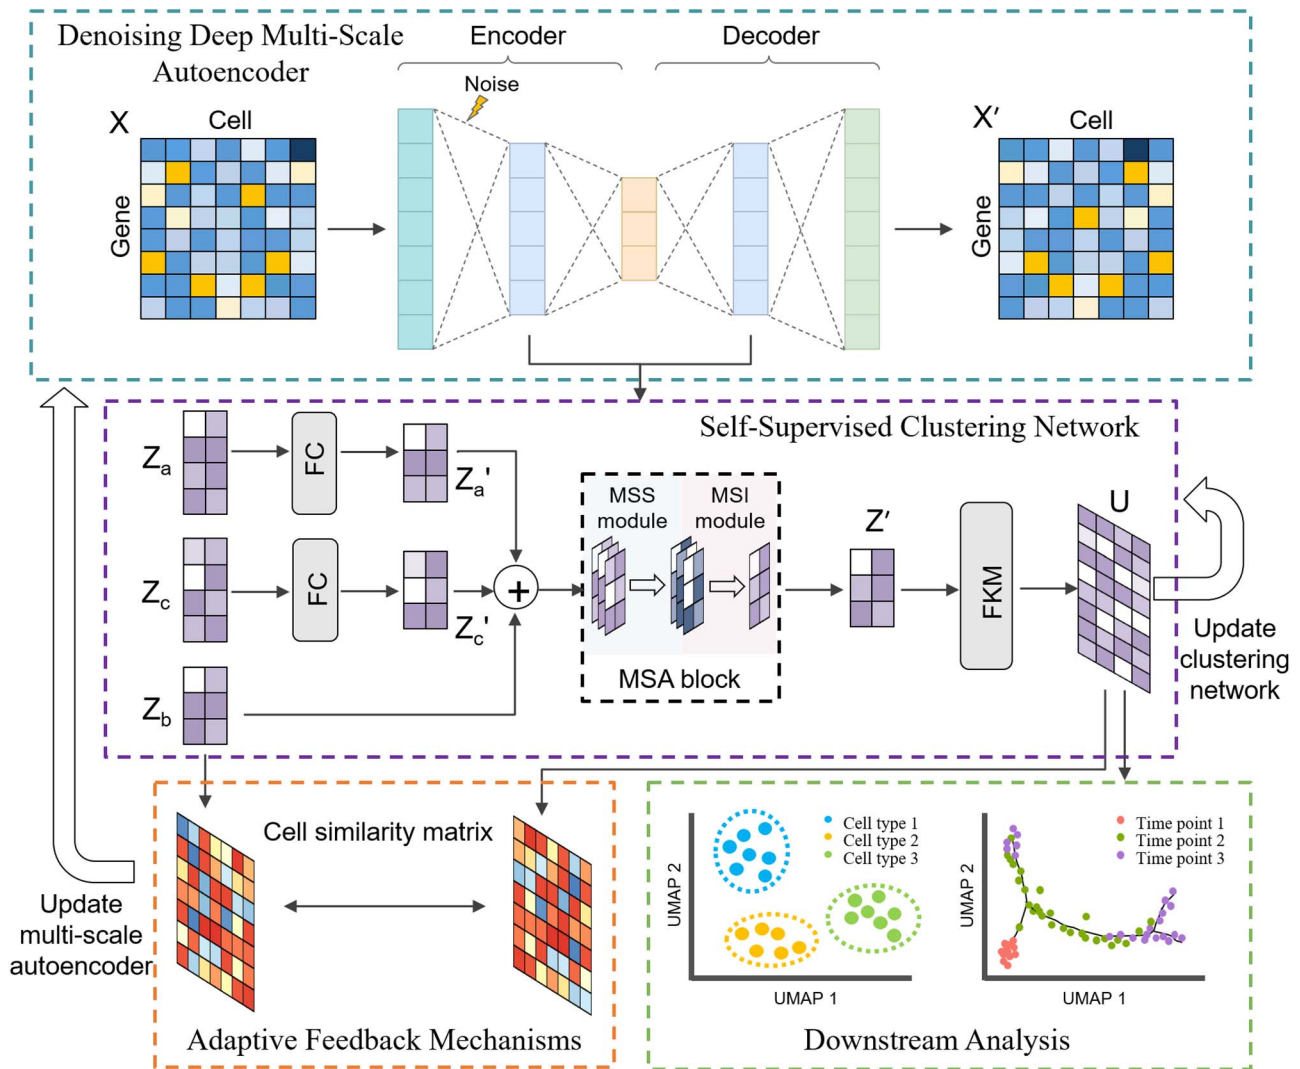 Denoising Deep Multi-Scale
Autoencoder
Encoder
Decoder
Noise
X
Cell
Gene
X′
Cell
Gene
Self-Supervised Clustering Network
Za
FC
Za'
Zc
FC
Zc'
Zb
+
MSS
module
MSI
module
MSA block
Z′
FKM
U
Update
clustering
network
Update
multi-scale
autoencoder
Cell similarity matrix
Adaptive Feedback Mechanisms
UMAP 2
UMAP 1
Cell type 1
Cell type 2
Cell type 3
UMAP 2
UMAP 1
Time point 1
Time point 2
Time point 3
Downstream Analysis